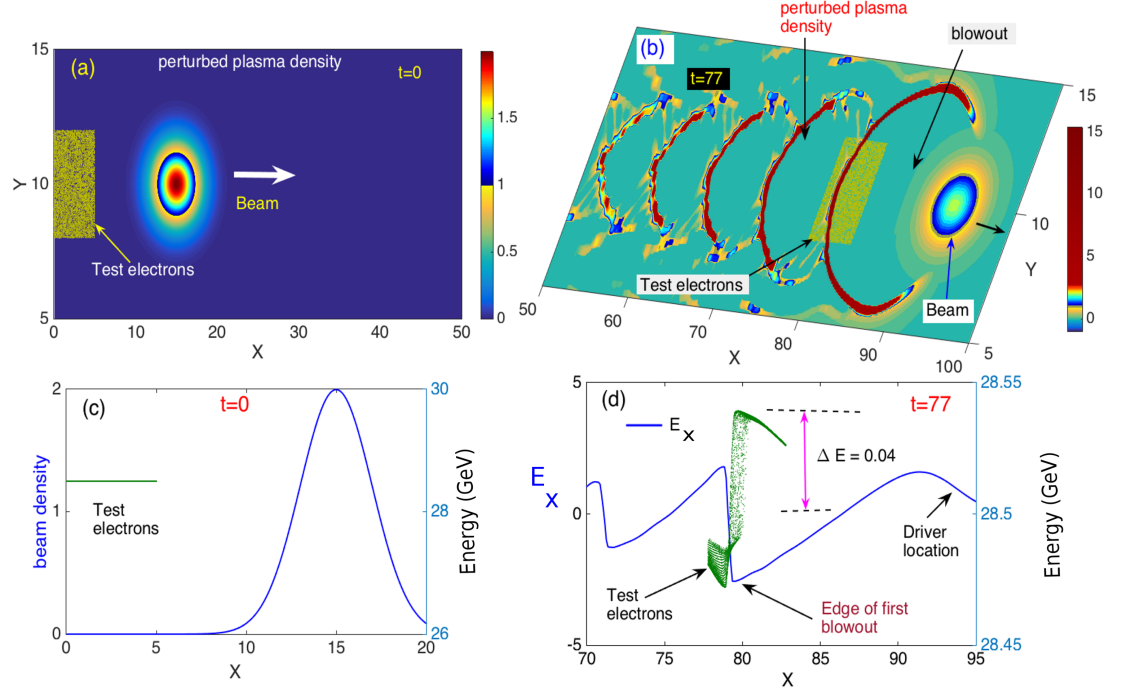 (a)
perturbed plasma density
t=0
Beam
Test electrons
15
10
5
Y
0
10
20
30
40
50
X
1.5
1
0.5
0
perturbed plasma
density
(b)
t=77
blowout
Test electrons
Beam
50
60
70
80
90
100
X
15
10
5
Y
15
10
5
2
1
0
(c)
t=0
Test
electrons
beam density
2
1
0
0
5
10
15
20
X
30
28
26
Energy (GeV)
(d)
t=77
E x
Δ E = 0.04
Driver
location
Test
electrons
Edge of first
blowout
E x
5
0
-5
70
75
80
85
90
95
X
28.55
28.5
28.45
Energy (GeV)